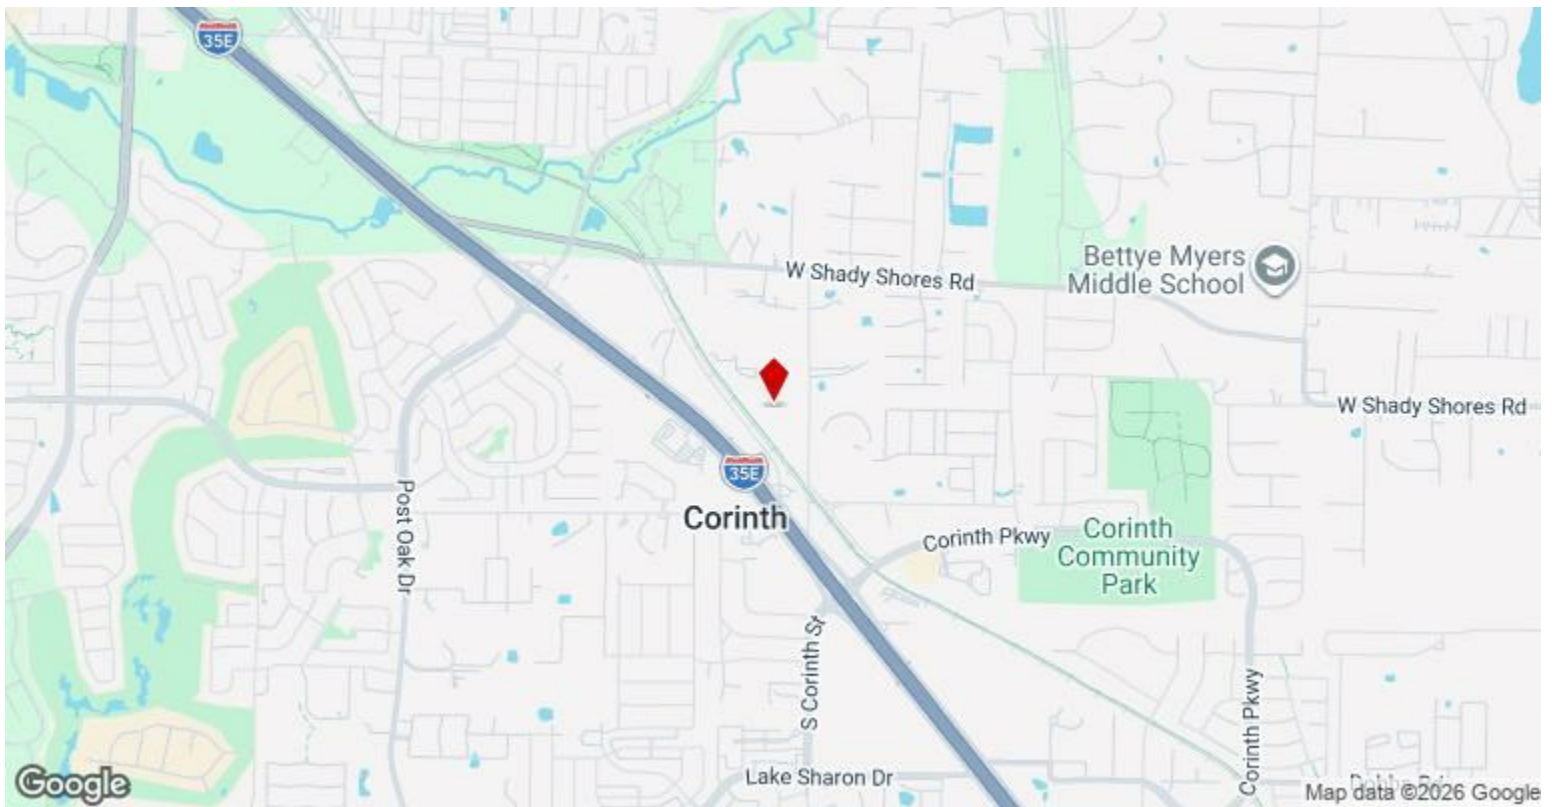 35E
W Shady Shores Rd
Bettye Myers
Middle School
W Shady Shores Rd
35E
Corinth
Post Oak Dr
Corinth Pkwy
Corinth
Community
Park
S Corinth St
Corinth Pkwy
Lake Sharon Dr
Google
Map data ©2026 Google